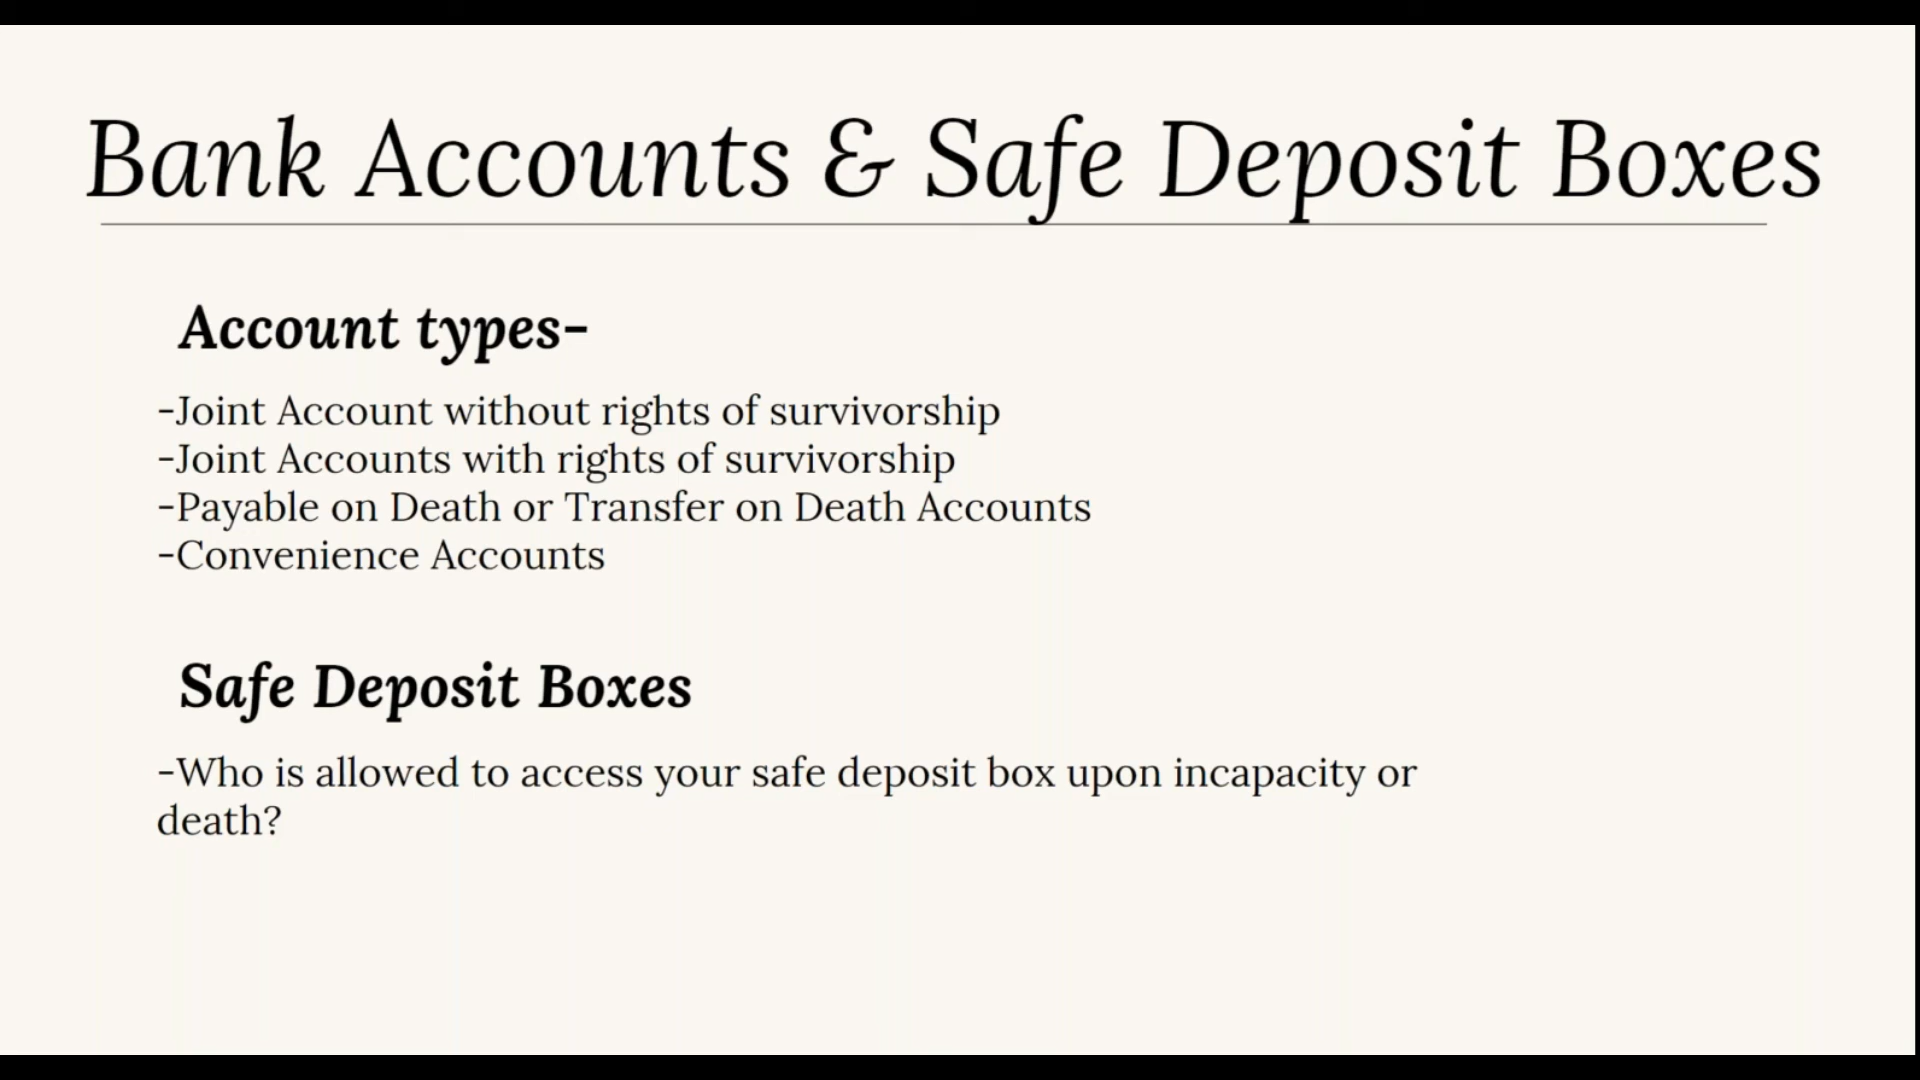 Bank Accounts & Safe Deposit Boxes
Account types-
-Joint Account without rights of survivorship
-Joint Accounts with rights of survivorship
-Payable on Death or Transfer on Death Accounts
-Convenience Accounts
Safe Deposit Boxes
-Who is allowed to access your safe deposit box upon incapacity or
death?